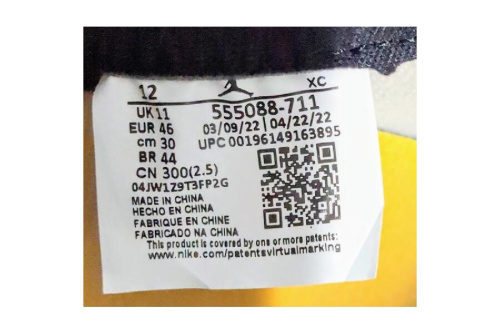 12 XC
UK 11 555088-711
EUR 46 03/09/22 | 04/22/22
cm 30 UPC 00196149163895
BR 44
CN 300(2.5)
04JW1Z9T3FP2G
MADE IN CHINA
HECHO EN CHINA
FABRIQUE EN CHINE
FABRICADO NA CHINA
This product is covered by one or more patents:
www.nike.com/patentsvirtualmarking